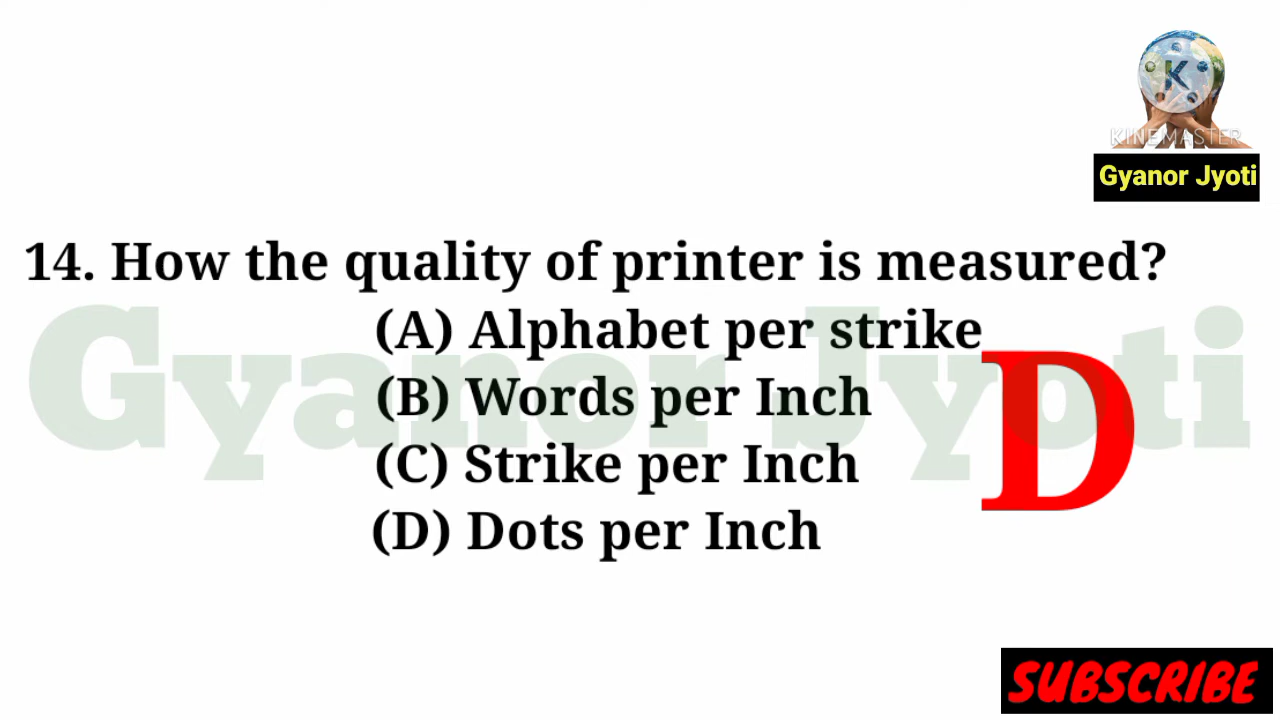 K
KINEMASTER
Gyanor Jyoti
14. How the quality of printer is measured?
(A) Alphabet per strike
(B) Words per Inch
(C) Strike per Inch
(D) Dots per Inch
D
Gyanor Jyoti
SUBSCRIBE